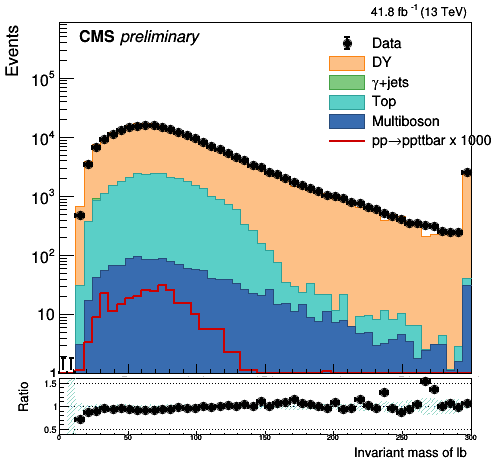 41.8 fb⁻¹ (13 TeV)
CMS preliminary
Events
Data
DY
γ+jets
Top
Multiboson
pp→ppttbar x 1000
10⁵
10⁴
10³
10²
10
1
Ratio
1.5
1
0.5
0 50 100 150 200 250 300
Invariant mass of lb